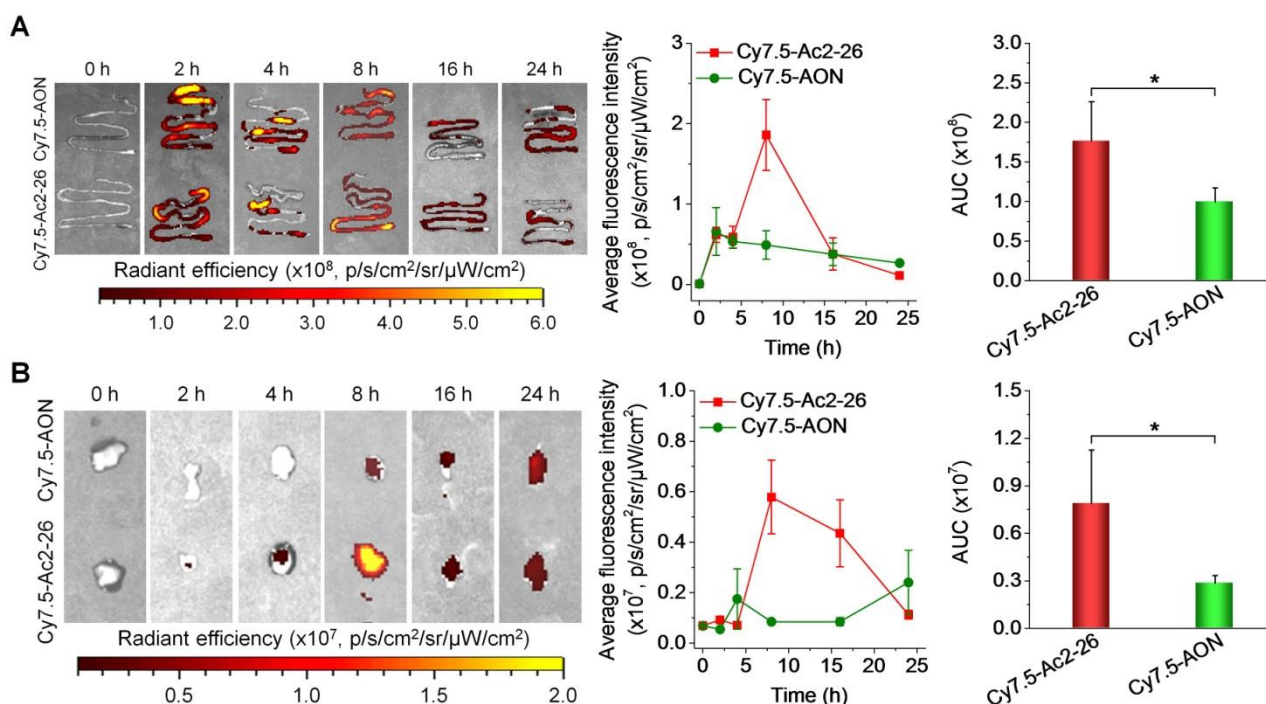 A
0 h 2 h 4 h 8 h 16 h 24 h
Cy7.5-AON
Cy7.5-Ac2-26
Radiant efficiency (x10⁸, p/s/cm²/sr/µW/cm²)
1.0 2.0 3.0 4.0 5.0 6.0
Average fluorescence intensity
(x10⁸, p/s/cm²/sr/µW/cm²)
3
2
1
0
Cy7.5-Ac2-26
Cy7.5-AON
0 5 10 15 20 25
Time (h)
AUC (x10⁸)
3.0
2.5
2.0
1.5
1.0
0.5
0.0
*
Cy7.5-Ac2-26
Cy7.5-AON
B
0 h 2 h 4 h 8 h 16 h 24 h
Cy7.5-AON
Cy7.5-Ac2-26
Radiant efficiency (x10⁷, p/s/cm²/sr/µW/cm²)
0.5 1.0 1.5 2.0
Average fluorescence intensity
(x10⁷, p/s/cm²/sr/µW/cm²)
1.0
0.8
0.6
0.4
0.2
0.0
Cy7.5-Ac2-26
Cy7.5-AON
0 5 10 15 20 25
Time (h)
AUC (x10⁷)
1.5
1.2
0.9
0.6
0.3
0.0
*
Cy7.5-Ac2-26
Cy7.5-AON